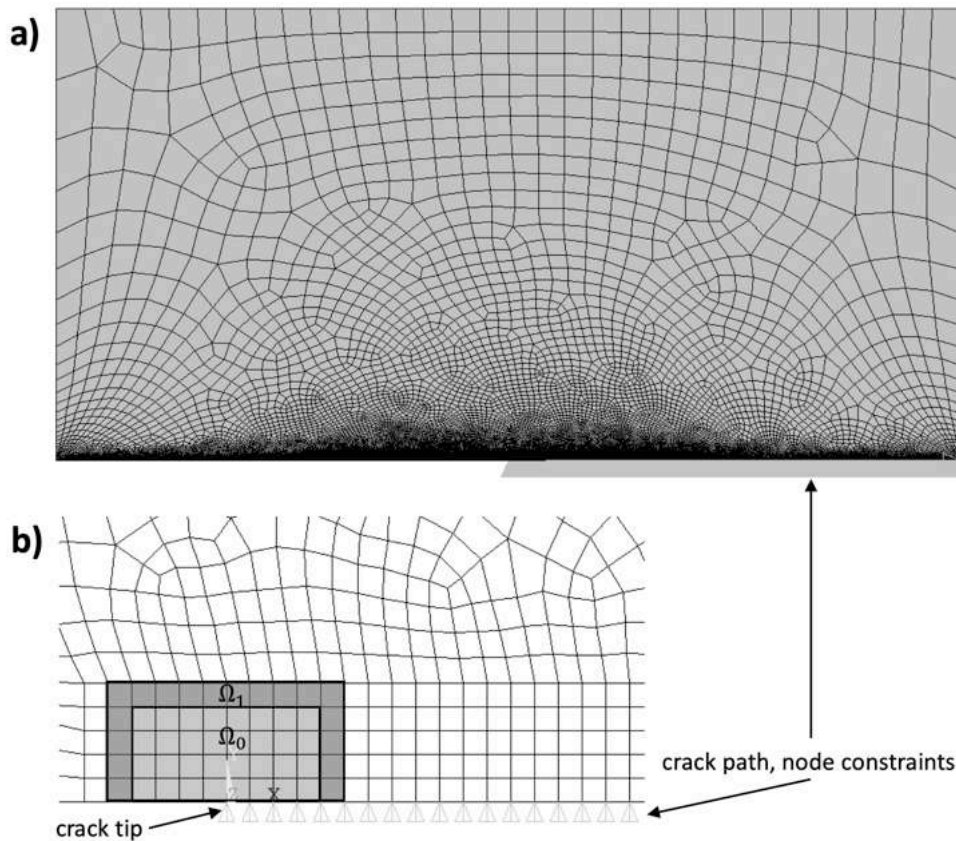 a)
b)
Ω₁
Ω₀
X
crack path, node constraints
crack tip